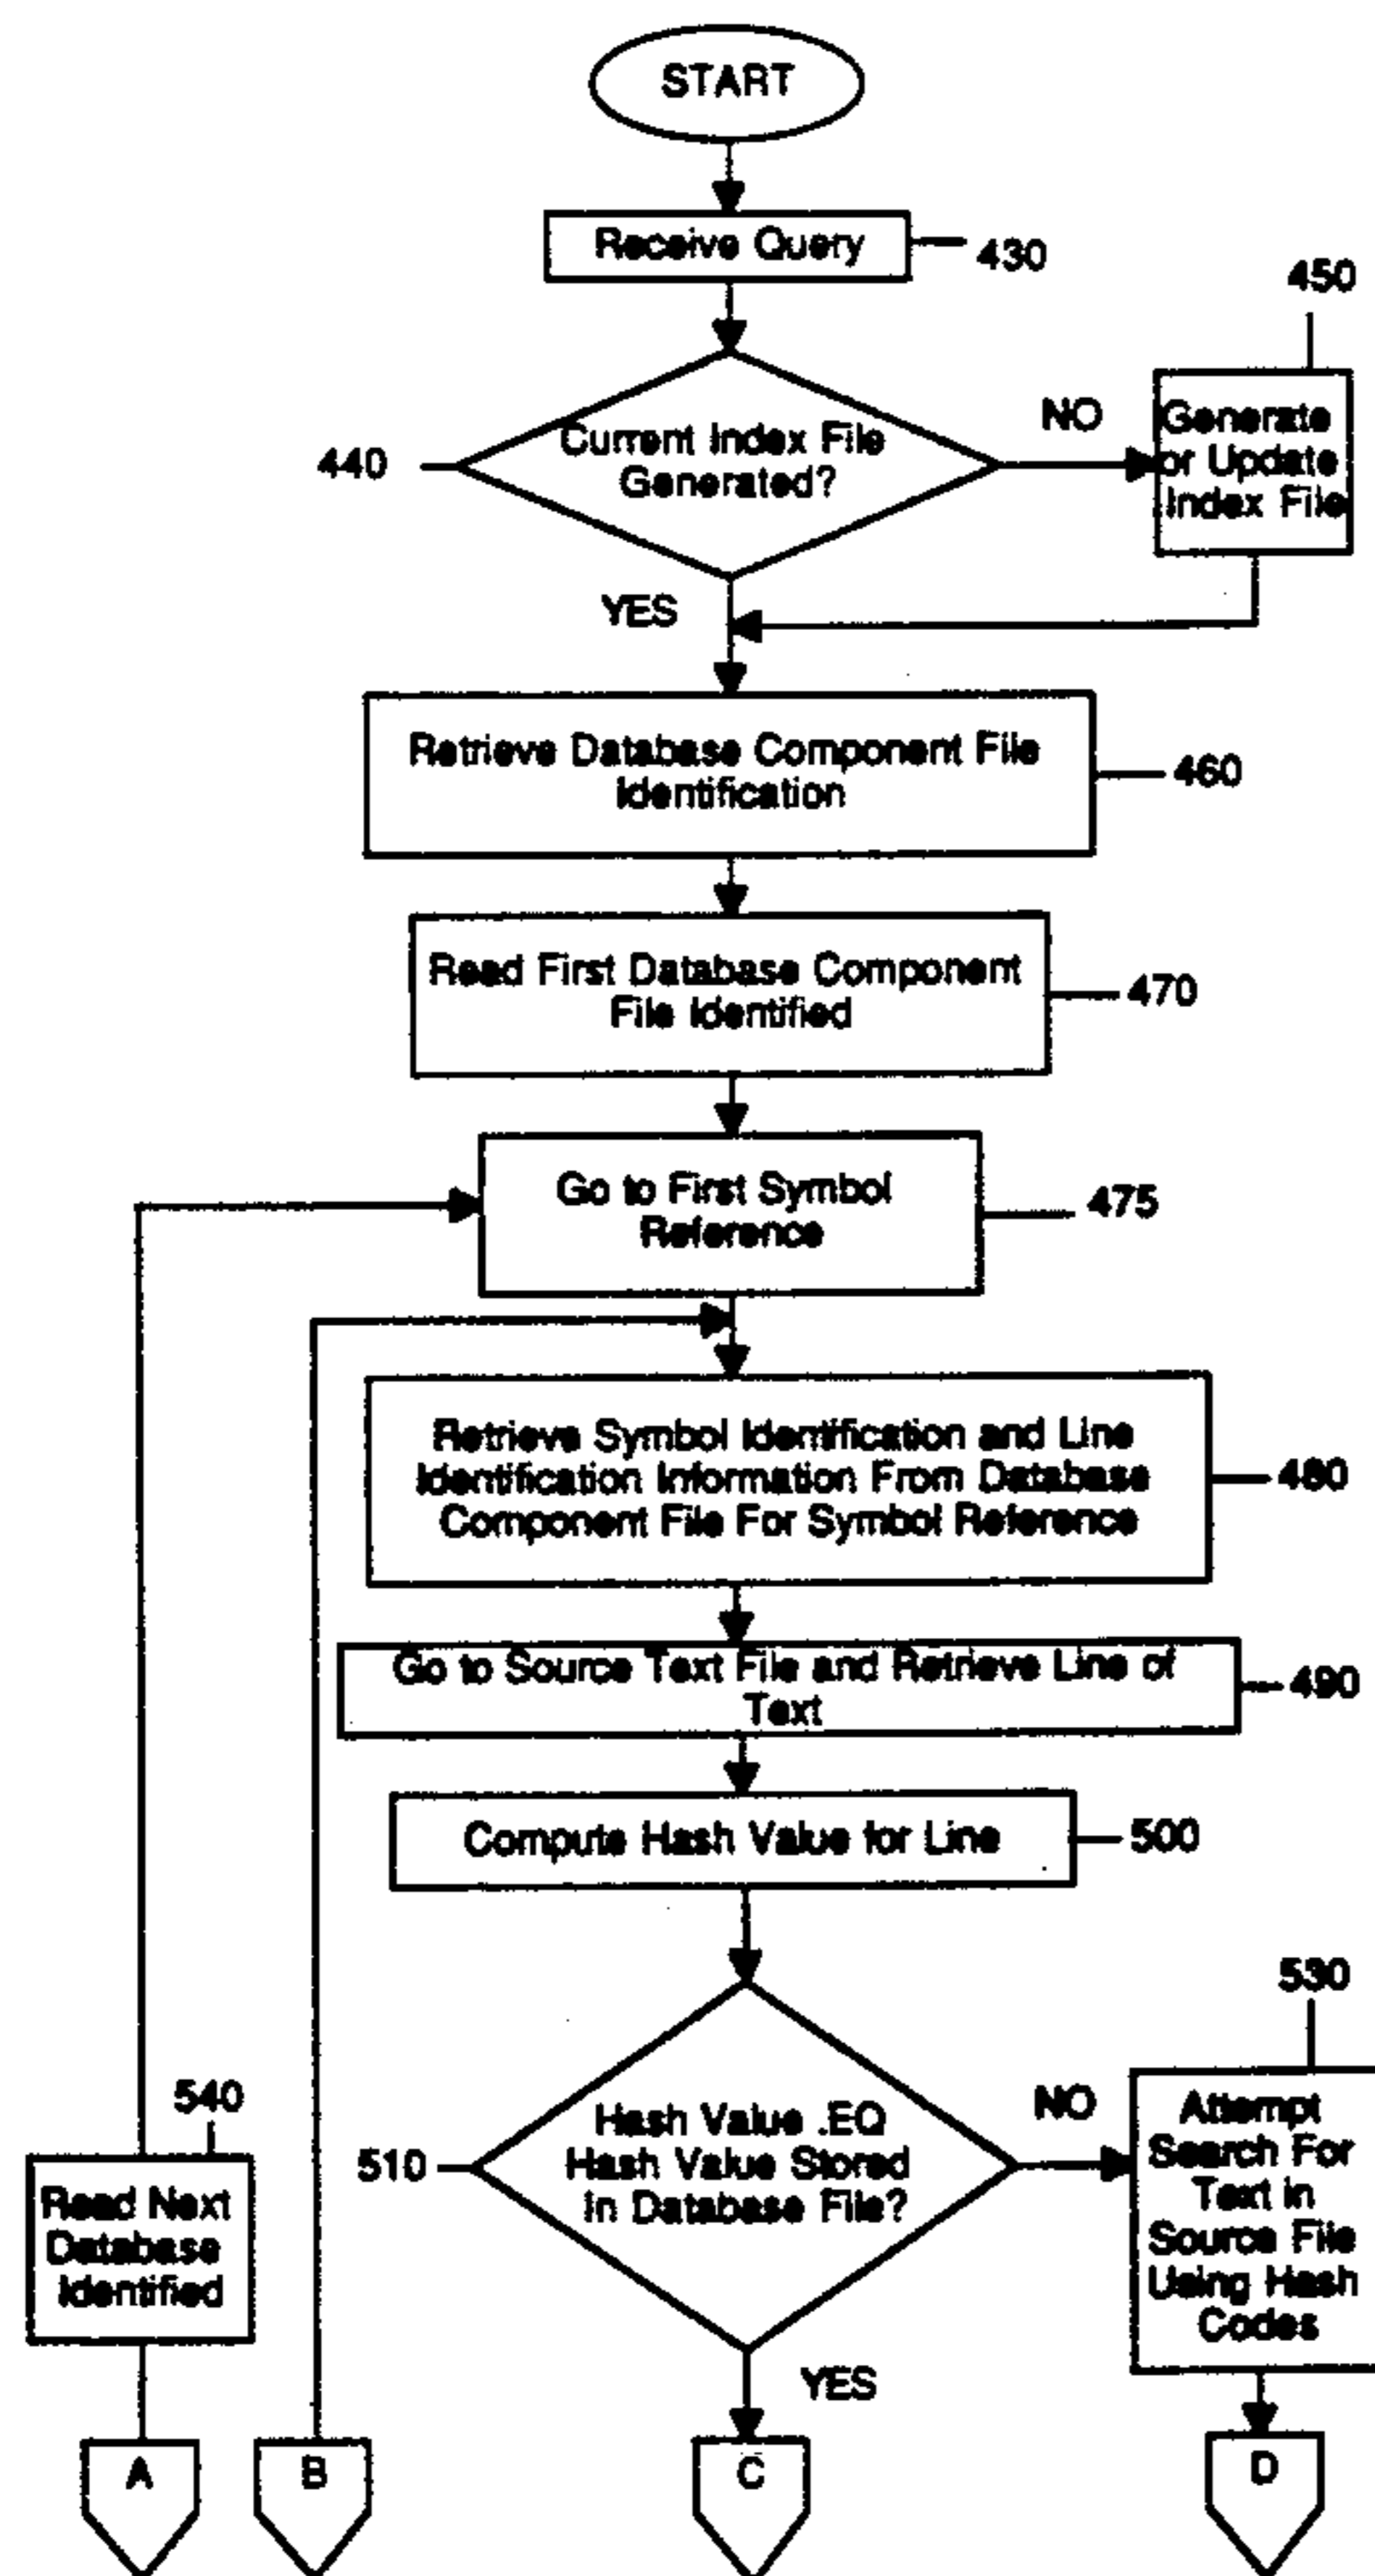 START
Receive Query
430
450
440
Current Index File
Generated?
NO
Generate
or Update
Index File
YES
Retrieve Database Component File
Identification
460
Read First Database Component
File Identified
470
Go to First Symbol
Reference
475
Retrieve Symbol Identification and Line
Identification Information From Database
Component File For Symbol Reference
480
Go to Source Text File and Retrieve Line of
Text
490
Compute Hash Value for Line
500
530
540
Read Next
Database
Identified
510
Hash Value .EQ
Hash Value Stored
In Database File?
NO
Attempt
Search For
Text in
Source File
Using Hash
Codes
YES
A
B
C
D